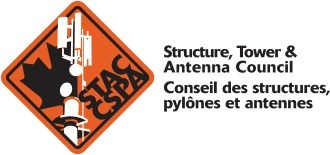 STAC
CSPA
Structure, Tower &
Antenna Council
Conseil des structures,
pylônes et antennes